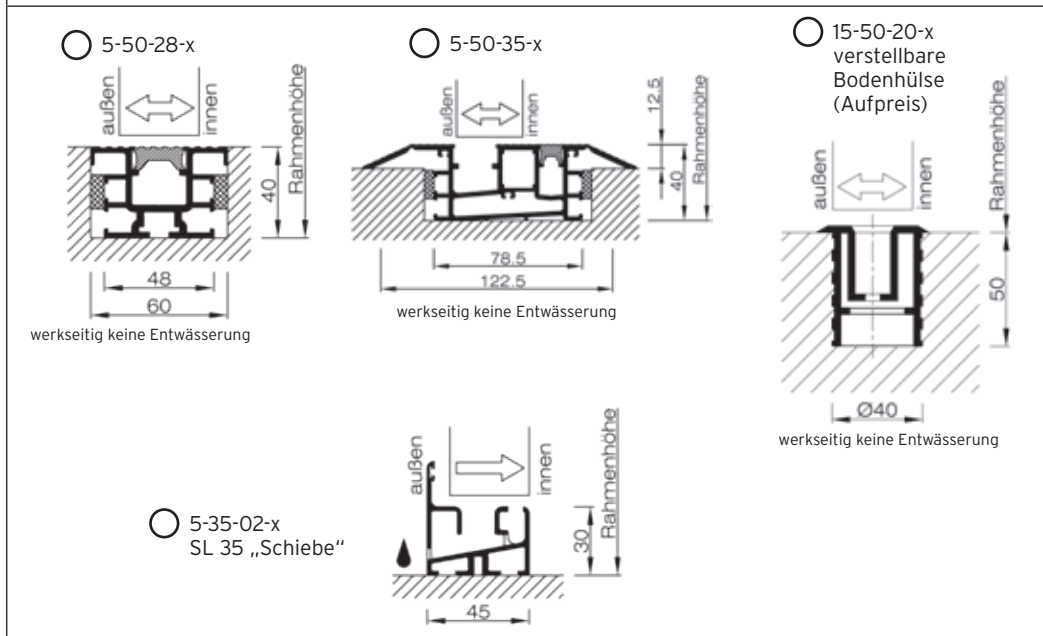 5-50-28-x
außen
innen
Rahmenhöhe
40
48
60
werkseitig keine Entwässerung
5-50-35-x
außen
innen
12.5
40
Rahmenhöhe
78.5
122.5
werkseitig keine Entwässerung
15-50-20-x
verstellbare
Bodenhülse
(Aufpreis)
außen
innen
Rahmenhöhe
50
Ø40
werkseitig keine Entwässerung
5-35-02-x
SL 35 „Schiebe“
außen
innen
30
Rahmenhöhe
45